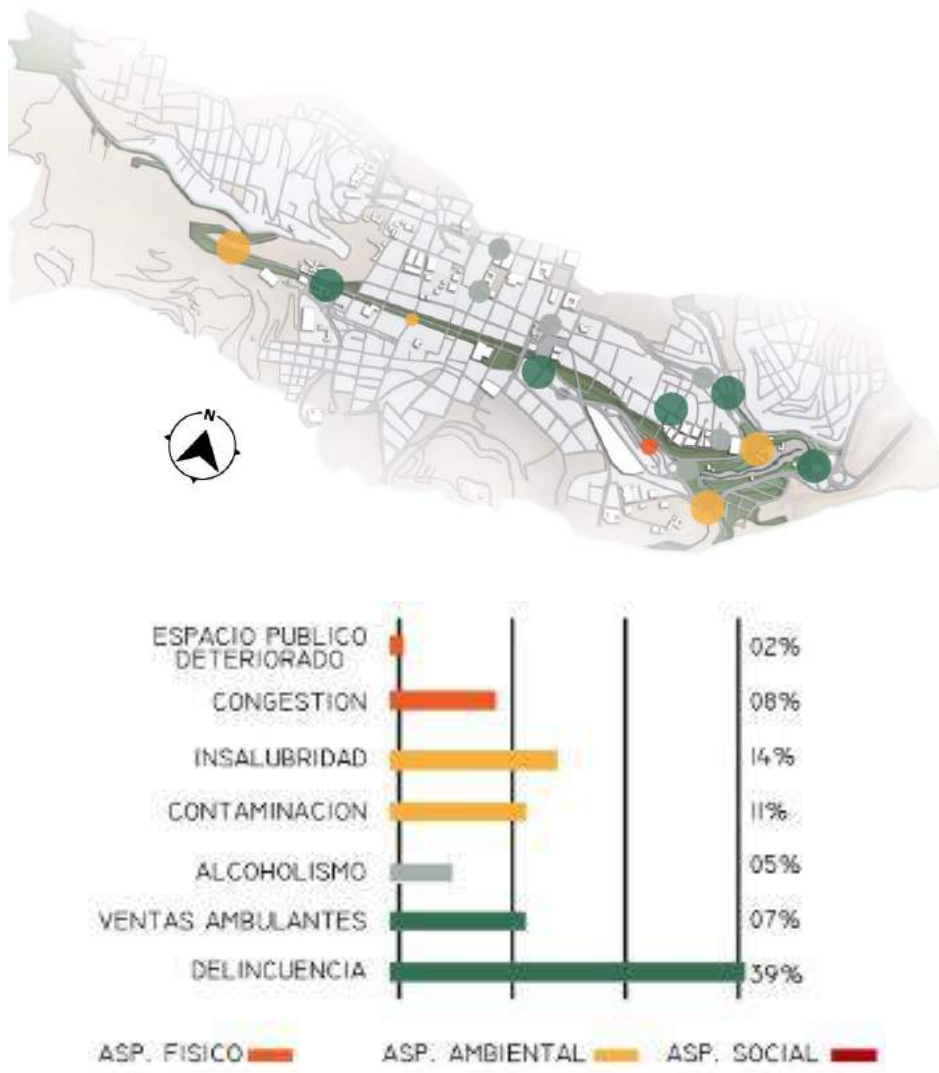 N
ESPACIO PUBLICO
DETERIORADO
02%
CONGESTION
08%
INSALUBRIDAD
14%
CONTAMINACION
11%
ALCOHOLISMO
05%
VENTAS AMBULANTES
07%
DELINCUENCIA
39%
ASP. FISICO
ASP. AMBIENTAL
ASP. SOCIAL